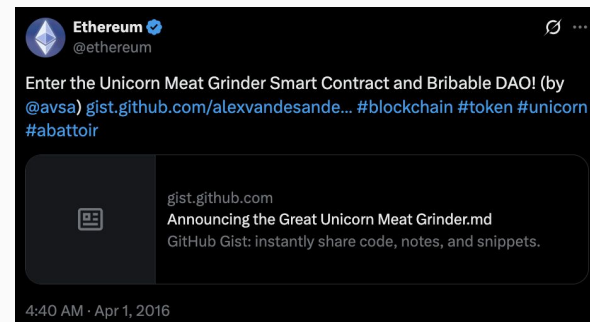 Ethereum
@ethereum
Enter the Unicorn Meat Grinder Smart Contract and Bribable DAO! (by
@avsa) gist.github.com/alexvandesande... #blockchain #token #unicorn
#abattoir
gist.github.com
Announcing the Great Unicorn Meat Grinder.md
GitHub Gist: instantly share code, notes, and snippets.
4:40 AM · Apr 1, 2016